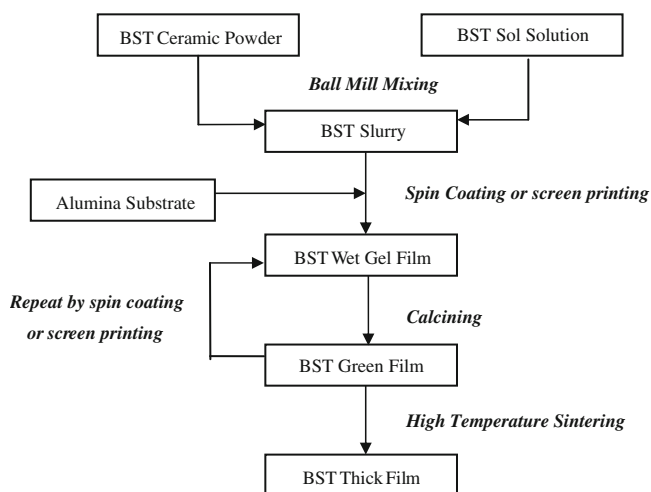 BST Ceramic Powder
BST Sol Solution
Ball Mill Mixing
BST Slurry
Alumina Substrate
Spin Coating or screen printing
BST Wet Gel Film
Repeat by spin coating
or screen printing
Calcining
BST Green Film
High Temperature Sintering
BST Thick Film